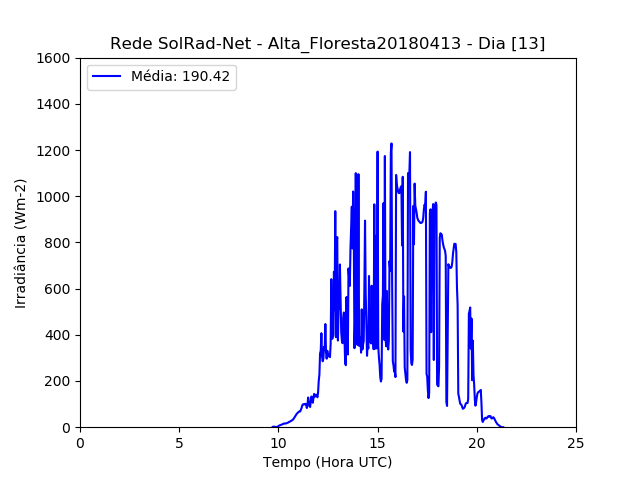 Rede SolRad-Net - Alta_Floresta20180413 - Dia [13]
Média: 190.42
Irradiância (Wm-2)
1600
1400
1200
1000
800
600
400
200
0
0 5 10 15 20 25
Tempo (Hora UTC)